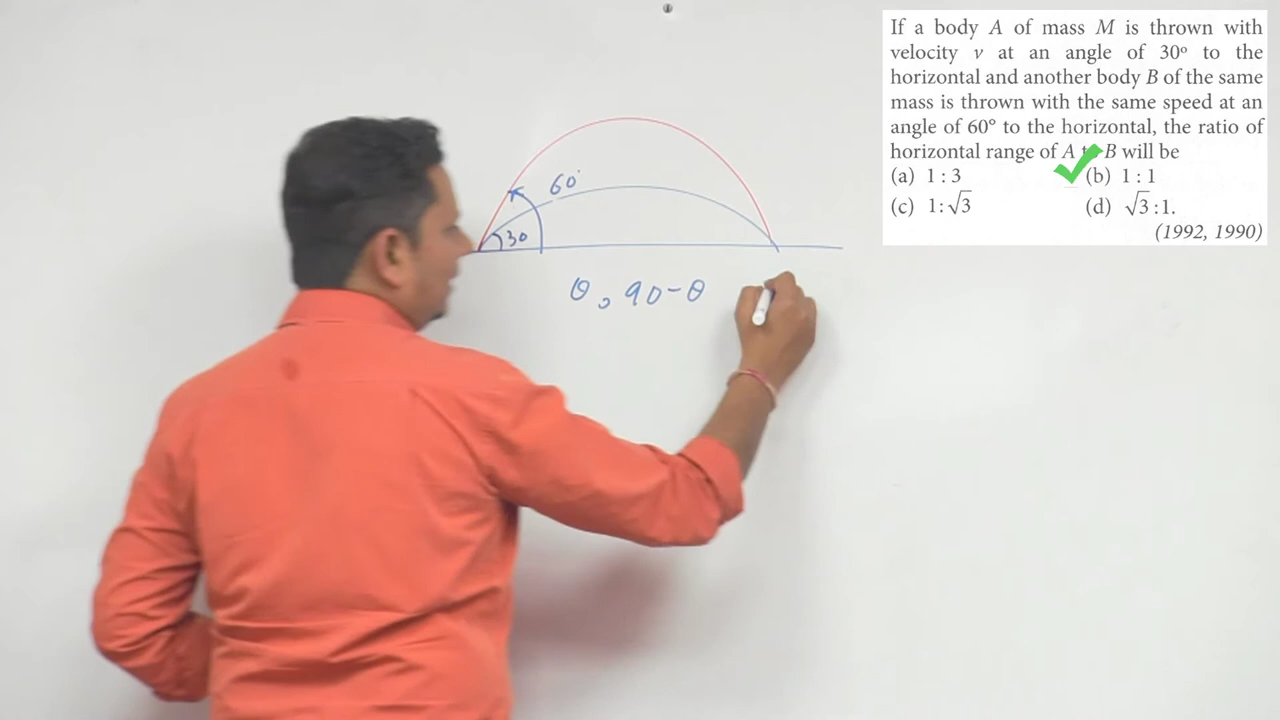 If a body A of mass M is thrown with
velocity v at an angle of 30° to the
horizontal and another body B of the same
mass is thrown with the same speed at an
angle of 60° to the horizontal, the ratio of
horizontal range of A B will be
(a) 1 : 3 (b) 1 : 1
(c) 1:√3 (d) √3 : 1.
(1992, 1990)
60°
30
θ, 90-θ